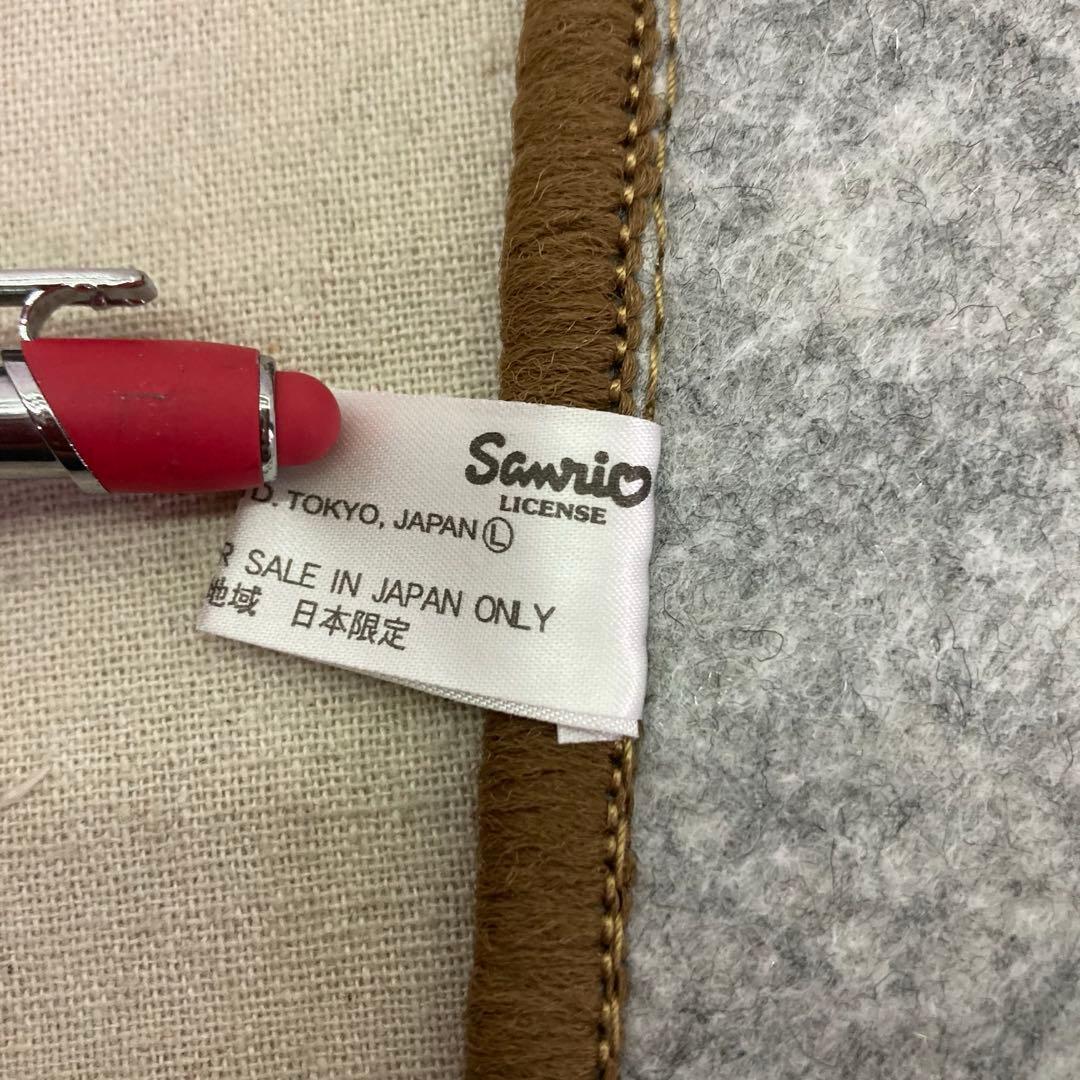 Sanrio
LICENSE
D. TOKYO, JAPAN Ⓛ
R SALE IN JAPAN ONLY
地域 日本限定